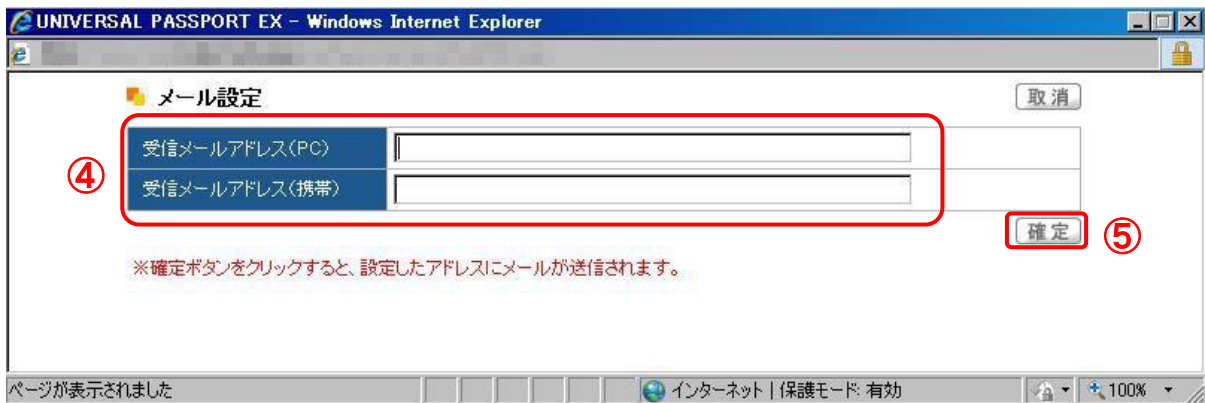 UNIVERSAL PASSPORT EX - Windows Internet Explorer
メール設定
取消
④
受信メールアドレス(PC)
受信メールアドレス(携帯)
確定
⑤
※確定ボタンをクリックすると、設定したアドレスにメールが送信されます。
ページが表示されました
インターネット | 保護モード: 有効
100%